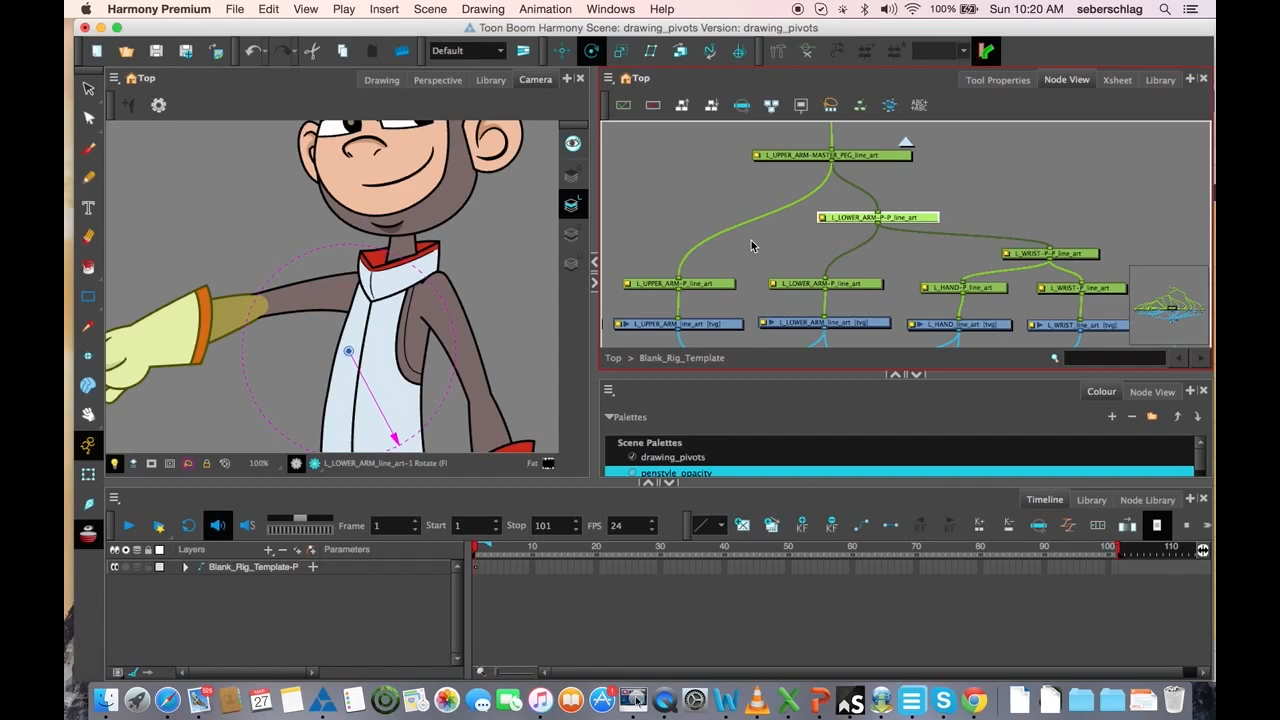 Harmony Premium File Edit View Play Insert Scene Drawing Animation Windows Help 100% Sun 10:20 AM seberschlag
Toon Boom Harmony Scene: drawing_pivots Version: drawing_pivots
Default
Top Drawing Perspective Library Camera
Top Tool Properties Node View Xsheet Library
ABC+
L_UPPER_ARM-MASTER_PEG_line_art
L_LOWER_ARM-P-P_line_art
L_WRIST-P-P_line_art
L_UPPER_ARM-P_line_art L_LOWER_ARM-P_line_art L_HAND-P_line_art L_WRIST-P_line_art
L_UPPER_ARM_line_art [tvg] L_LOWER_ARM_line_art [tvg] L_HAND_line_art [tvg] L_WRIST_line_art [tvg]
Top > Blank_Rig_Template
Colour Node View
Palettes
Scene Palettes
drawing_pivots
penstyle_opacity
100% L_LOWER_ARM_line_art-1 Rotate (Fl Fat
Timeline Library Node Library
Frame 1 Start 1 Stop 101 FPS 24 KF KF
Layers Parameters 10 20 30 40 50 60 70 80 90 100 110
Blank_Rig_Template-P